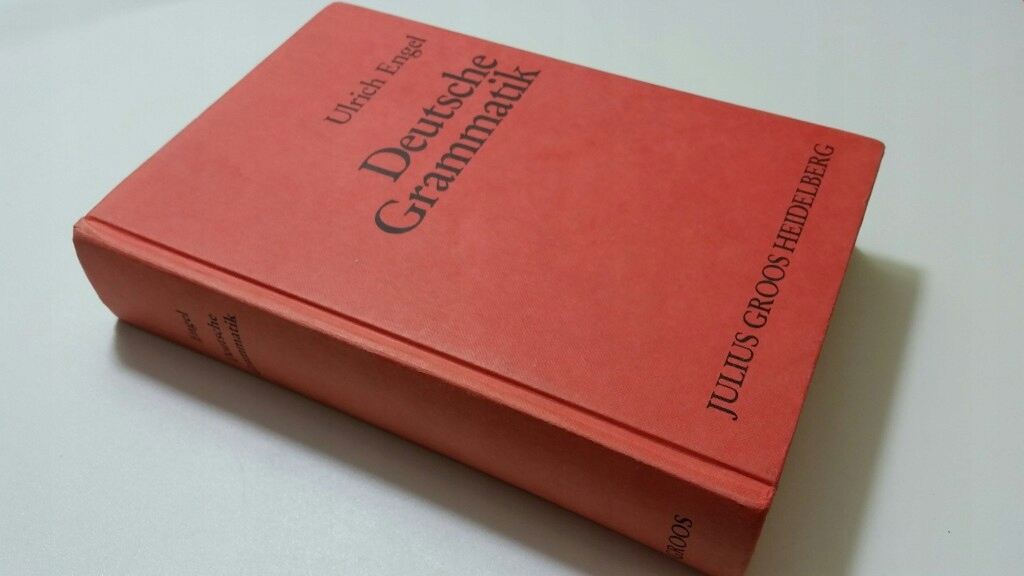 Ulrich Engel
Deutsche
Grammatik
JULIUS GROOS HEIDELBERG
Engel
Deutsche
Grammatik
GROOS